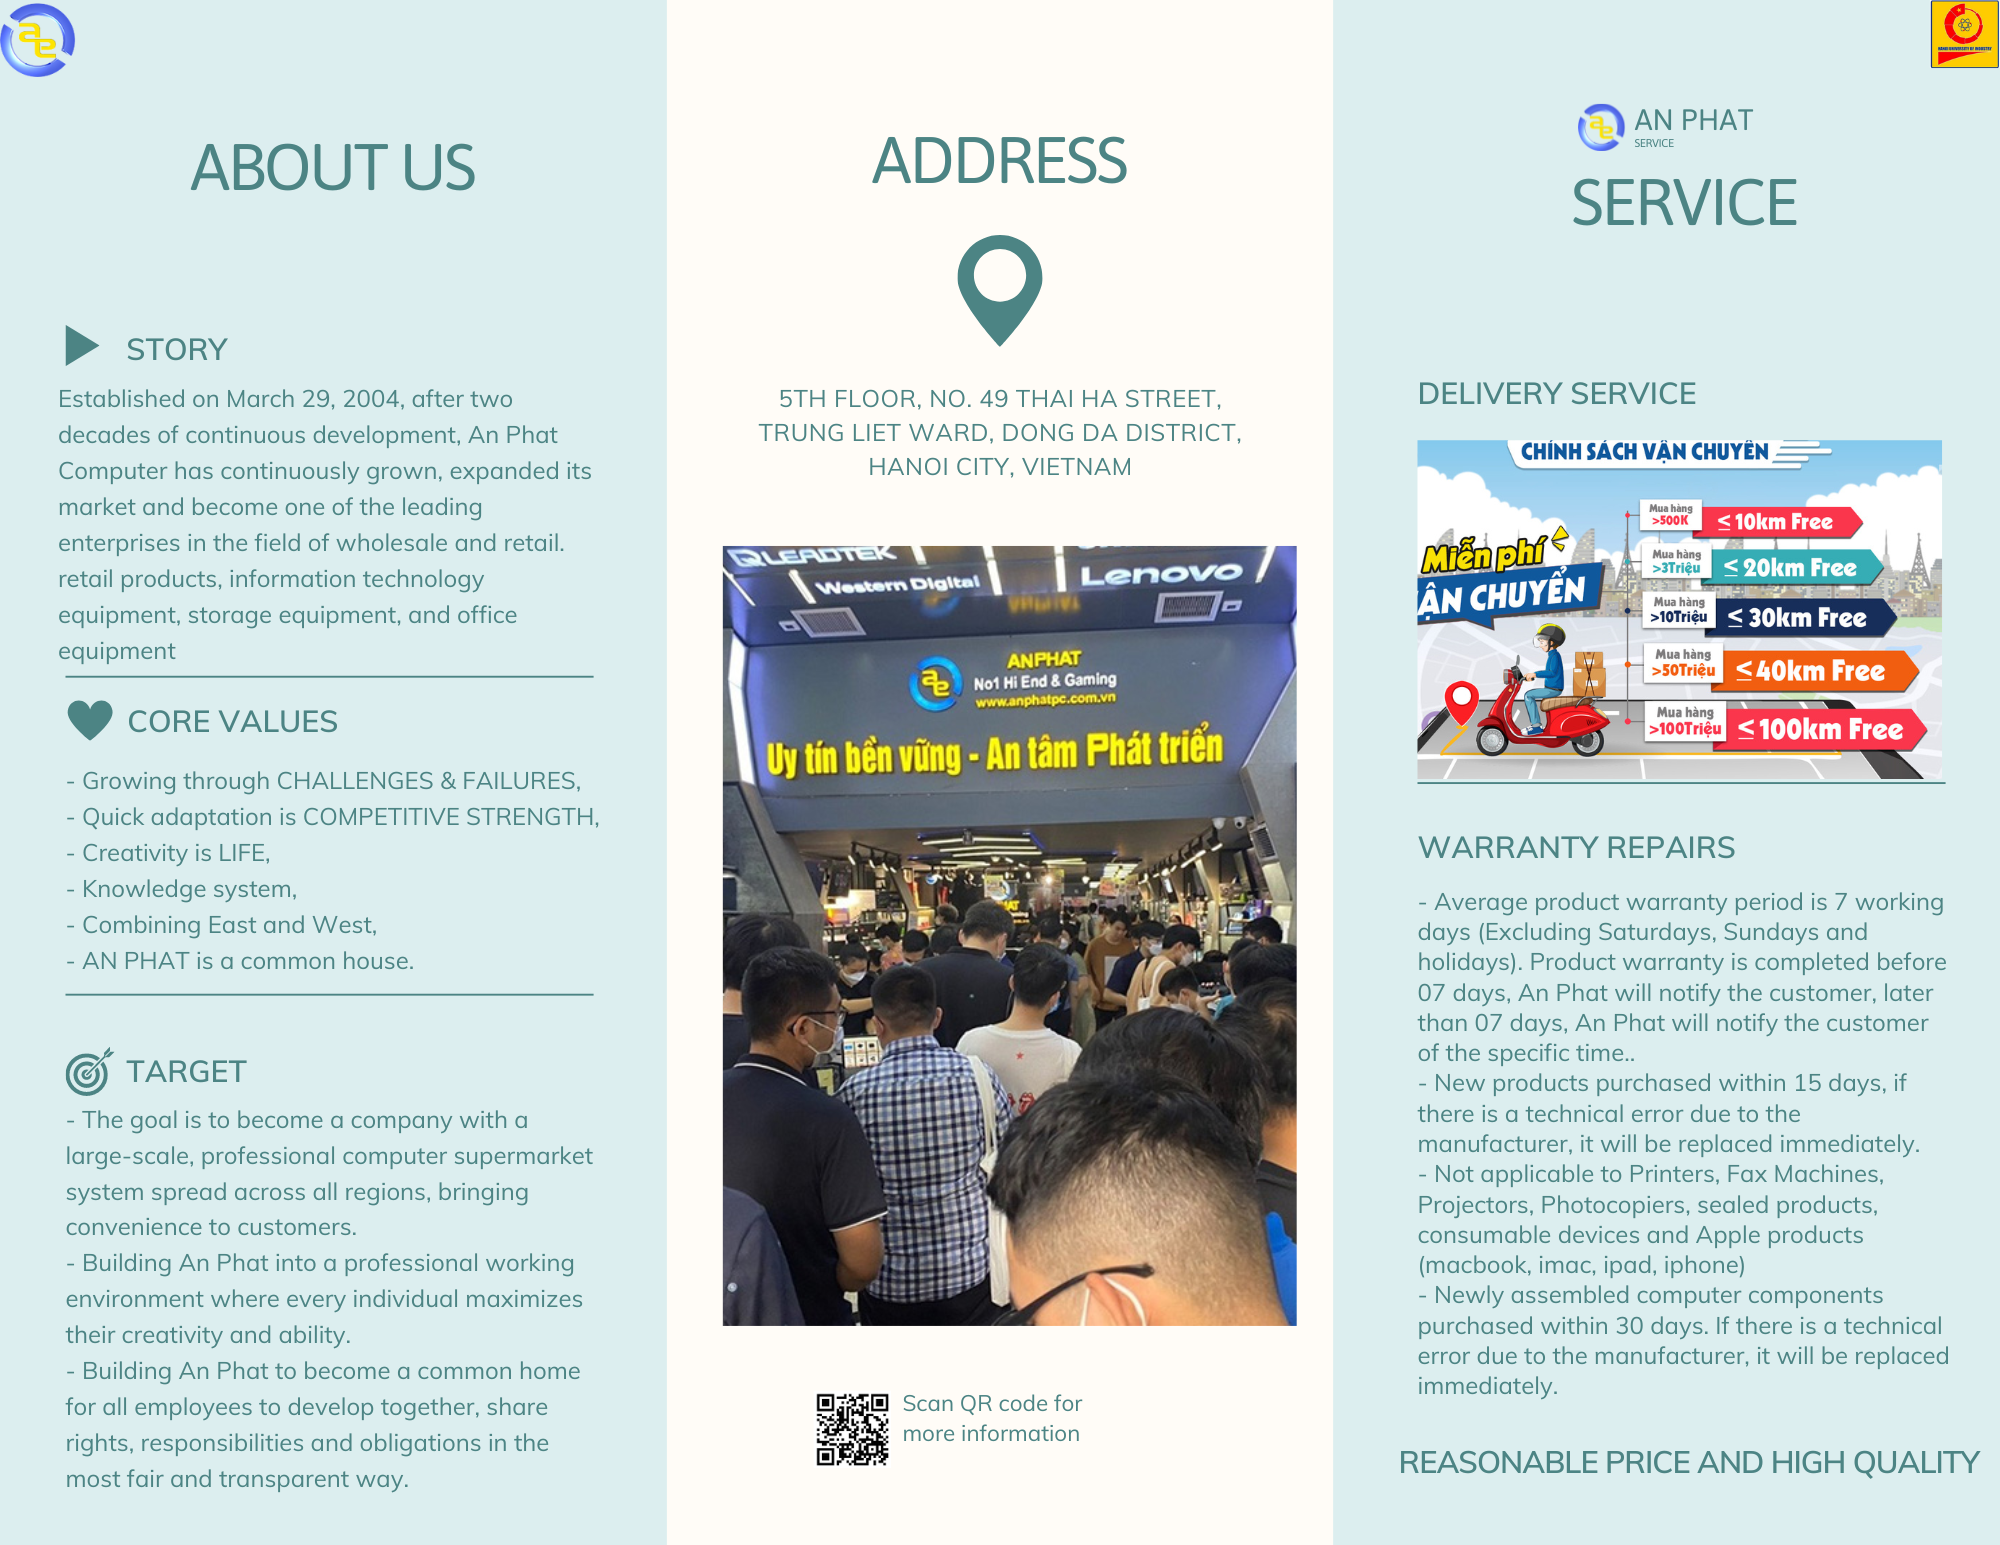 ABOUT US
STORY
Established on March 29, 2004, after two
decades of continuous development, An Phat
Computer has continuously grown, expanded its
market and become one of the leading
enterprises in the field of wholesale and retail.
retail products, information technology
equipment, storage equipment, and office
equipment
CORE VALUES
- Growing through CHALLENGES & FAILURES,
- Quick adaptation is COMPETITIVE STRENGTH,
- Creativity is LIFE,
- Knowledge system,
- Combining East and West,
- AN PHAT is a common house.
TARGET
- The goal is to become a company with a
large-scale, professional computer supermarket
system spread across all regions, bringing
convenience to customers.
- Building An Phat into a professional working
environment where every individual maximizes
their creativity and ability.
- Building An Phat to become a common home
for all employees to develop together, share
rights, responsibilities and obligations in the
most fair and transparent way.
ADDRESS
5TH FLOOR, NO. 49 THAI HA STREET,
TRUNG LIET WARD, DONG DA DISTRICT,
HANOI CITY, VIETNAM
LEADTEK
Western Digital
Lenovo
ANPHAT
No1 Hi End & Gaming
www.anphatpc.com.vn
Uy tín bền vững - An tâm Phát triển
Scan QR code for
more information
HANOI UNIVERSITY OF INDUSTRY
AN PHAT
SERVICE
SERVICE
DELIVERY SERVICE
CHÍNH SÁCH VẬN CHUYỂN
Miễn phí
ẬN CHUYỂN
Mua hàng
>500K
≤ 10km Free
Mua hàng
>3Triệu
≤ 20km Free
Mua hàng
>10Triệu
≤ 30km Free
Mua hàng
>50Triệu
≤ 40km Free
Mua hàng
>100Triệu
≤ 100km Free
WARRANTY REPAIRS
- Average product warranty period is 7 working
days (Excluding Saturdays, Sundays and
holidays). Product warranty is completed before
07 days, An Phat will notify the customer, later
than 07 days, An Phat will notify the customer
of the specific time..
- New products purchased within 15 days, if
there is a technical error due to the
manufacturer, it will be replaced immediately.
- Not applicable to Printers, Fax Machines,
Projectors, Photocopiers, sealed products,
consumable devices and Apple products
(macbook, imac, ipad, iphone)
- Newly assembled computer components
purchased within 30 days. If there is a technical
error due to the manufacturer, it will be replaced
immediately.
REASONABLE PRICE AND HIGH QUALITY